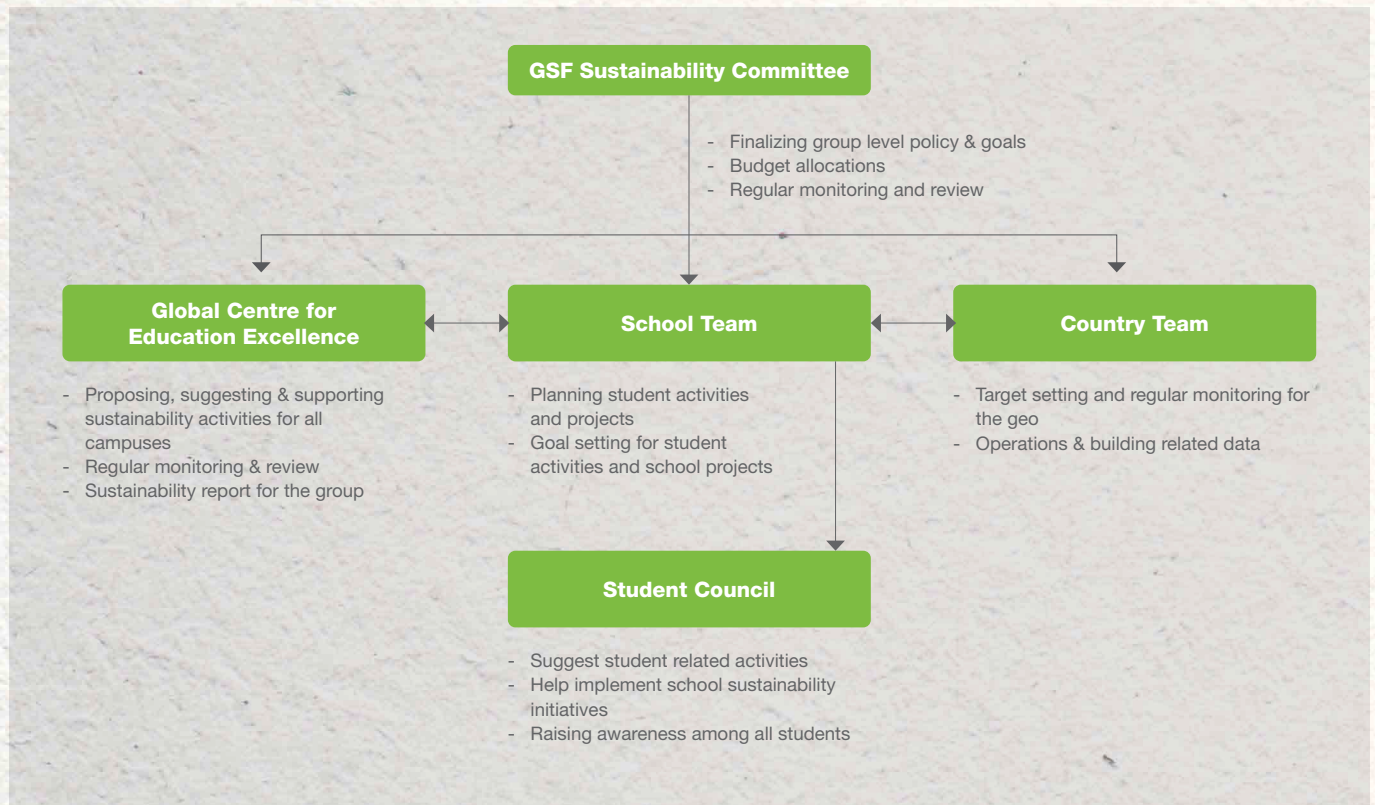 GSF Sustainability Committee
- Finalizing group level policy & goals
- Budget allocations
- Regular monitoring and review
Global Centre for
Education Excellence
- Proposing, suggesting & supporting
sustainability activities for all
campuses
- Regular monitoring & review
- Sustainability report for the group
School Team
- Planning student activities
and projects
- Goal setting for student
activities and school projects
Country Team
- Target setting and regular monitoring for
the geo
- Operations & building related data
Student Council
- Suggest student related activities
- Help implement school sustainability
initiatives
- Raising awareness among all students